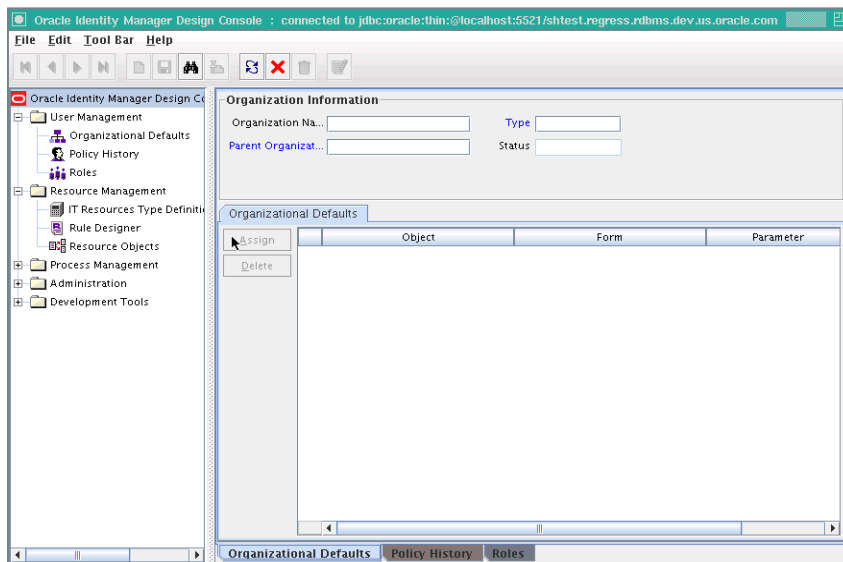 Oracle Identity Manager Design Console : connected to jdbc:oracle:thin:@localhost:5521/shtest.regress.rdbms.dev.us.oracle.com
File Edit Tool Bar Help
Oracle Identity Manager Design Co
User Management
Organizational Defaults
Policy History
Roles
Resource Management
IT Resources Type Definiti
Rule Designer
Resource Objects
Process Management
Administration
Development Tools
Organization Information
Organization Na... Type
Parent Organizat... Status
Organizational Defaults
Assign
Delete
Object Form Parameter
Organizational Defaults Policy History Roles